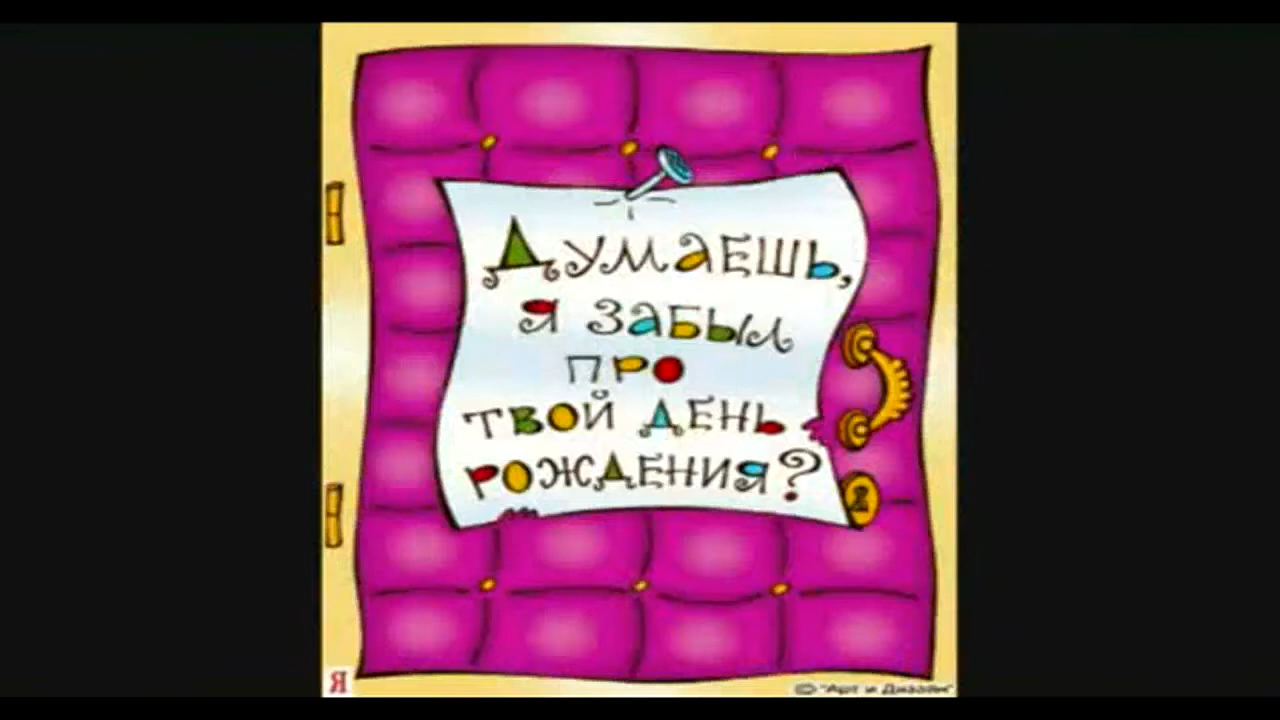 Думаешь,
я забыл
про
твой день
рождения?
Я
© "Арт и Дизайн"